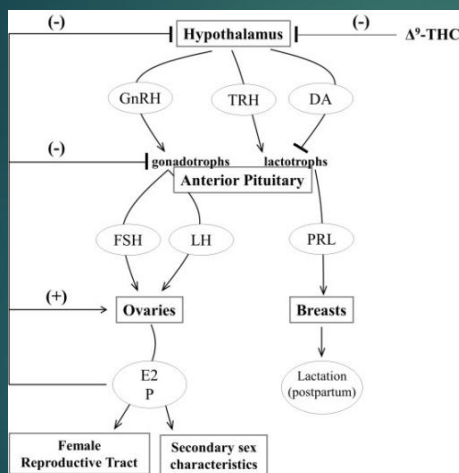 (-)
(-)
Hypothalamus
Δ⁹-THC
GnRH
TRH
DA
(-)
gonadotrophs
lactotrophs
Anterior Pituitary
FSH
LH
PRL
(+)
Ovaries
Breasts
E2
P
Lactation
(postpartum)
Female
Reproductive Tract
Secondary sex
characteristics